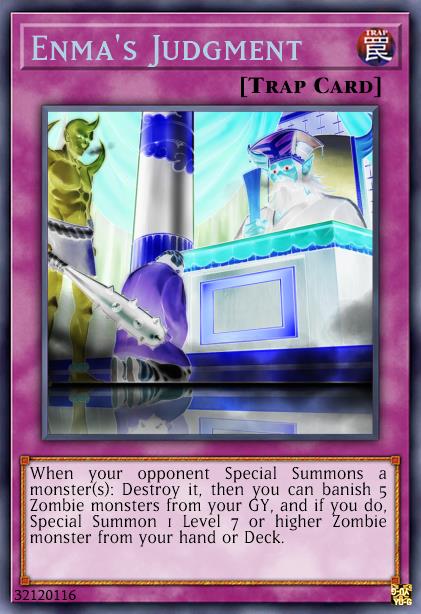 Enma's Judgment
TRAP
罠
[Trap Card]
When your opponent Special Summons a
monster(s): Destroy it, then you can banish 5
Zombie monsters from your GY, and if you do,
Special Summon 1 Level 7 or higher Zombie
monster from your hand or Deck.
32120116